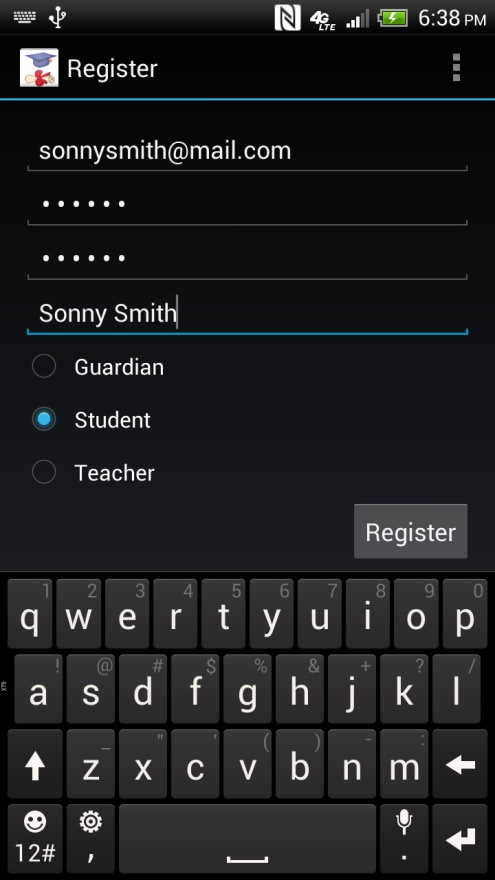 4G LTE 6:38 PM
Register
sonnysmith@mail.com
••••••
••••••
Sonny Smith
Guardian
Student
Teacher
Register
1 2 3 4 5 6 7 8 9 0
q w e r t y u i o p
! @ # $ % & + ? /
XT9 a s d f g h j k l
_ " ' ( ) - :
z x c v b n m
12# , .